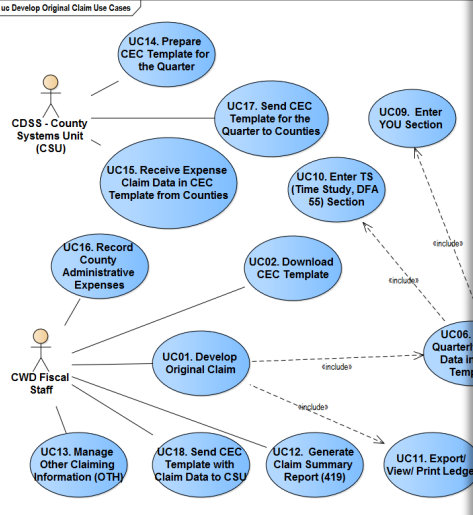 uc Develop Original Claim Use Cases
UC14. Prepare
CEC Template for
the Quarter
CDSS - County
Systems Unit
(CSU)
UC17. Send CEC
Template for the
Quarter to Counties
UC09. Enter
YOU Section
UC15. Receive Expense
Claim Data in CEC
Template from Counties
UC10. Enter TS
(Time Study, DFA
55) Section
UC16. Record
County
Administrative
Expenses
UC02. Download
CEC Template
«include»
«include»
UC06.
Quarterl
Data in
Temp
UC01. Develop
Original Claim
«include»
CWD Fiscal
Staff
«include»
UC13. Manage
Other Claiming
Information (OTH)
UC18. Send CEC
Template with
Claim Data to CSU
UC12. Generate
Claim Summary
Report (419)
UC11. Export/
View/ Print Ledge